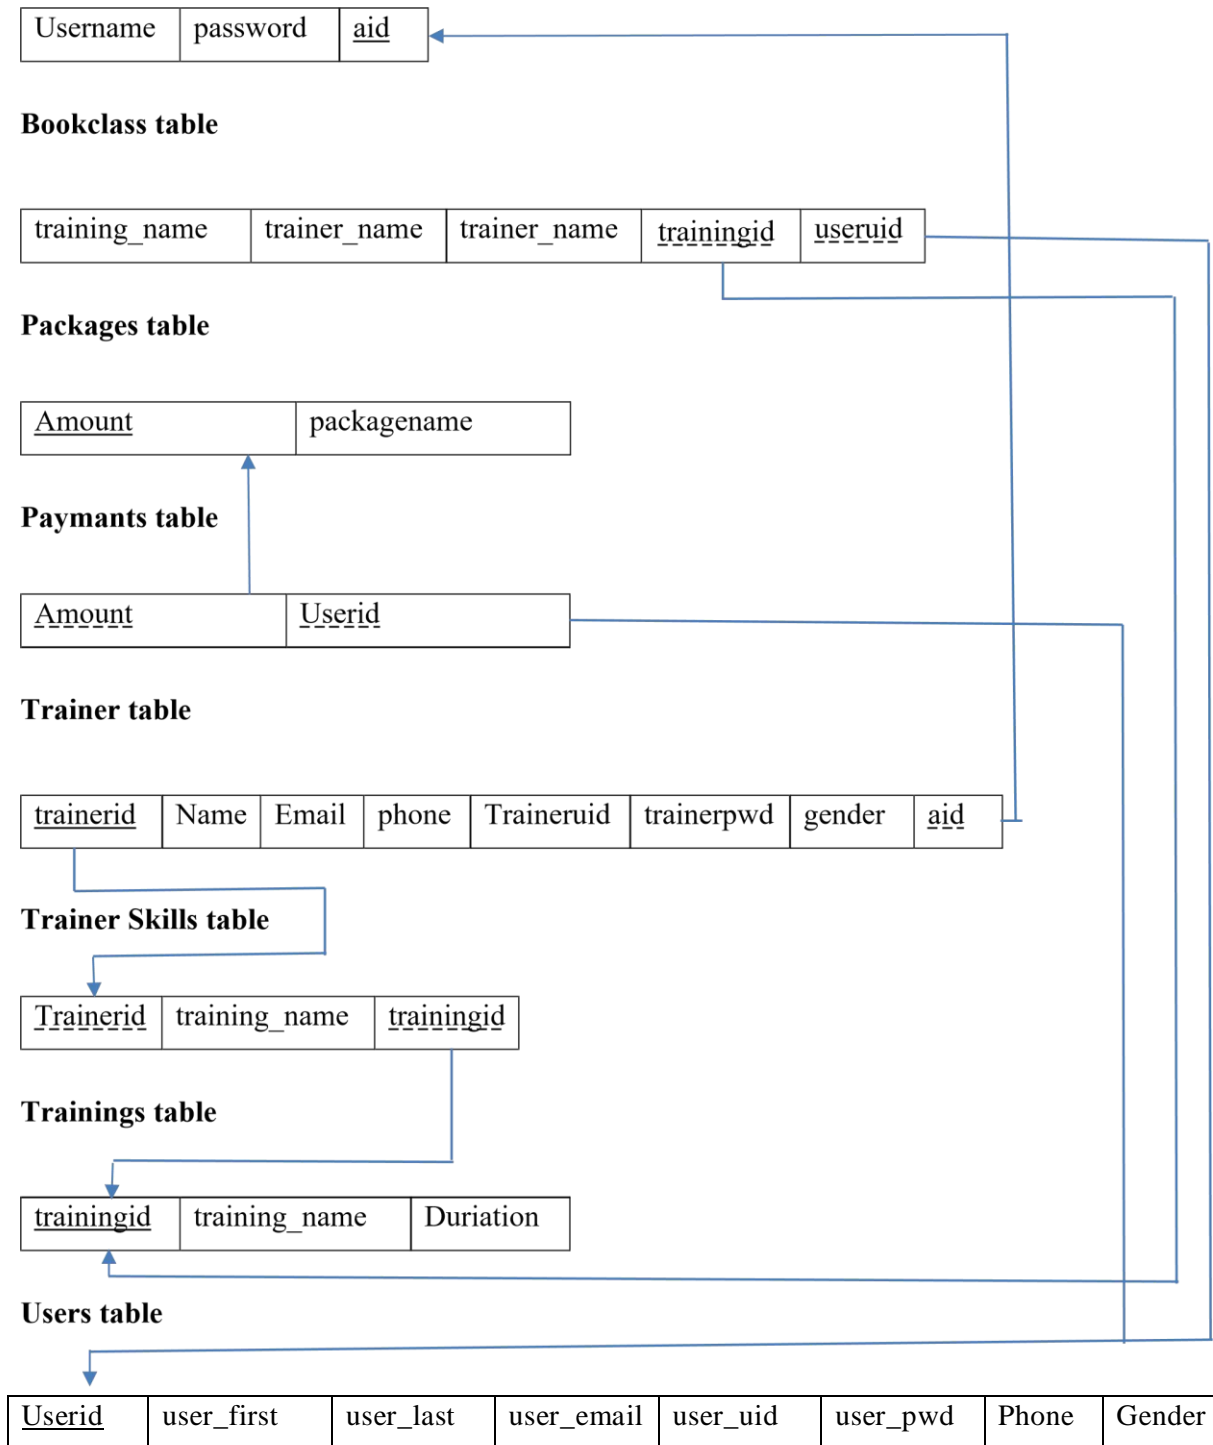 Username password aid
Bookclass table
training_name trainer_name trainer_name trainingid useruid
Packages table
Amount packagename
Paymants table
Amount Userid
Trainer table
trainerid Name Email phone Traineruid trainerpwd gender aid
Trainer Skills table
Trainerid training_name trainingid
Trainings table
trainingid training_name Duriation
Users table
Userid user_first user_last user_email user_uid user_pwd Phone Gender